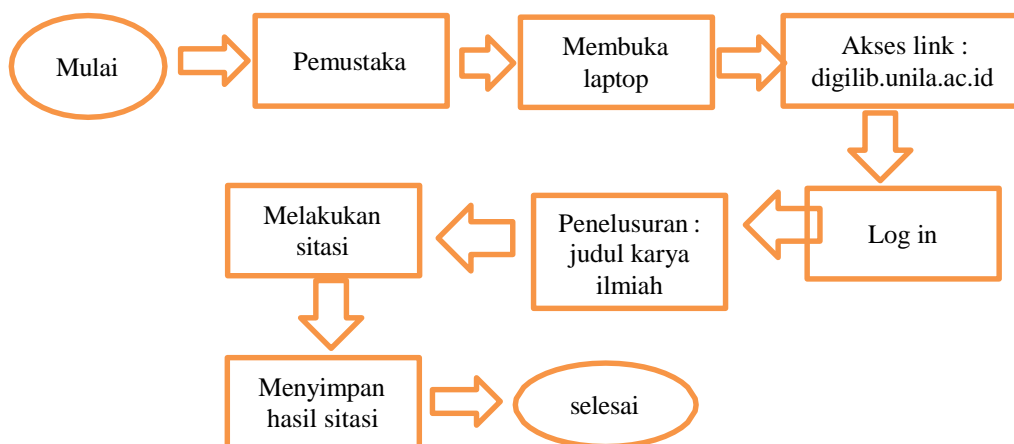 Mulai
Pemustaka
Membuka
laptop
Akses link :
digilib.unila.ac.id
Log in
Penelusuran :
judul karya
ilmiah
Melakukan
sitasi
Menyimpan
hasil sitasi
selesai